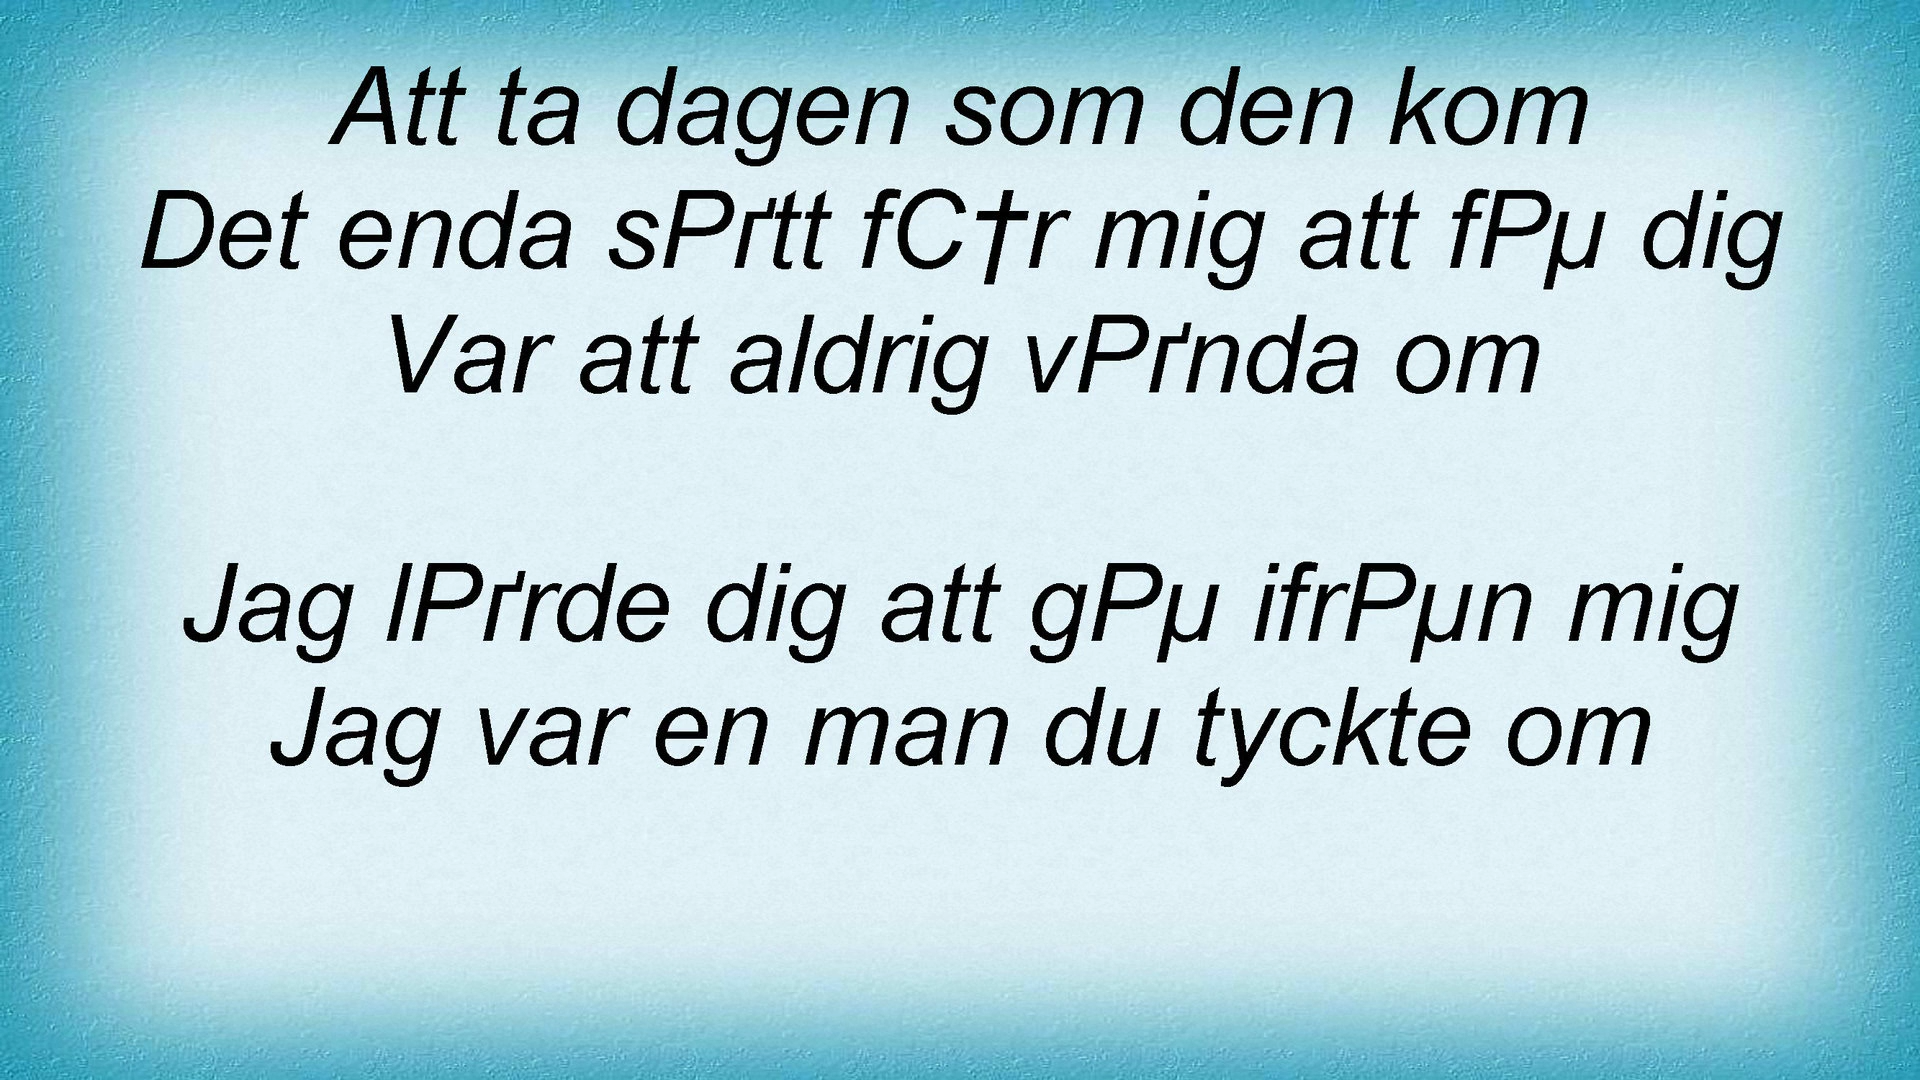 Att ta dagen som den kom
Det enda sPґtt fC†r mig att fPµ dig
Var att aldrig vPґnda om
Jag lPґrde dig att gPµ ifrPµn mig
Jag var en man du tyckte om